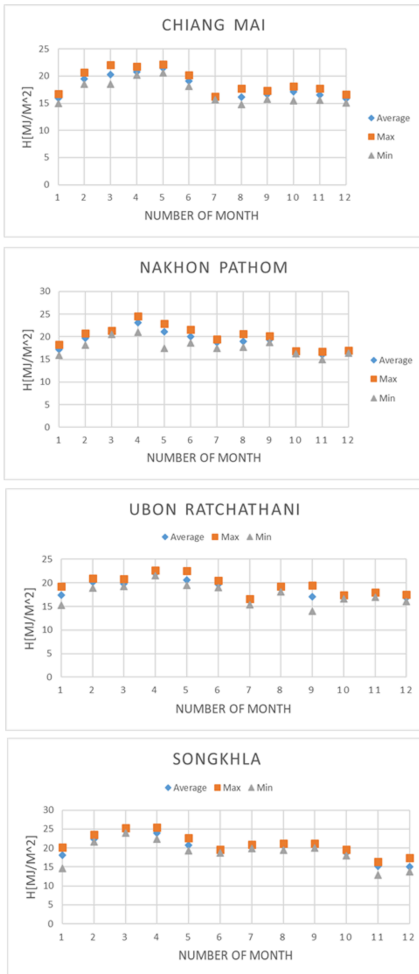 CHIANG MAI
25
20
15
10
5
0
H[MJ/M^2]
1 2 3 4 5 6 7 8 9 10 11 12
NUMBER OF MONTH
Average
Max
Min
NAKHON PATHOM
30
25
20
15
10
5
0
H[MJ/M^2]
1 2 3 4 5 6 7 8 9 10 11 12
NUMBER OF MONTH
Average
Max
Min
UBON RATCHATHANI
Average Max Min
25
20
15
10
5
0
H[MJ/M^2]
1 2 3 4 5 6 7 8 9 10 11 12
NUMBER OF MONTH
SONGKHLA
Average Max Min
30
25
20
15
10
5
0
H[MJ/M^2]
1 2 3 4 5 6 7 8 9 10 11 12
NUMBER OF MONTH